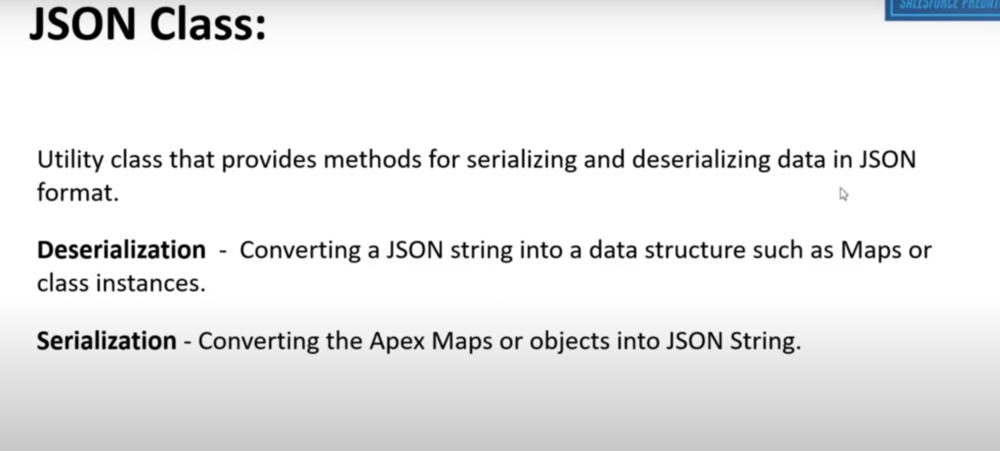 SALESFORCE
JSON Class:
Utility class that provides methods for serializing and deserializing data in JSON
format.
Deserialization - Converting a JSON string into a data structure such as Maps or
class instances.
Serialization - Converting the Apex Maps or objects into JSON String.